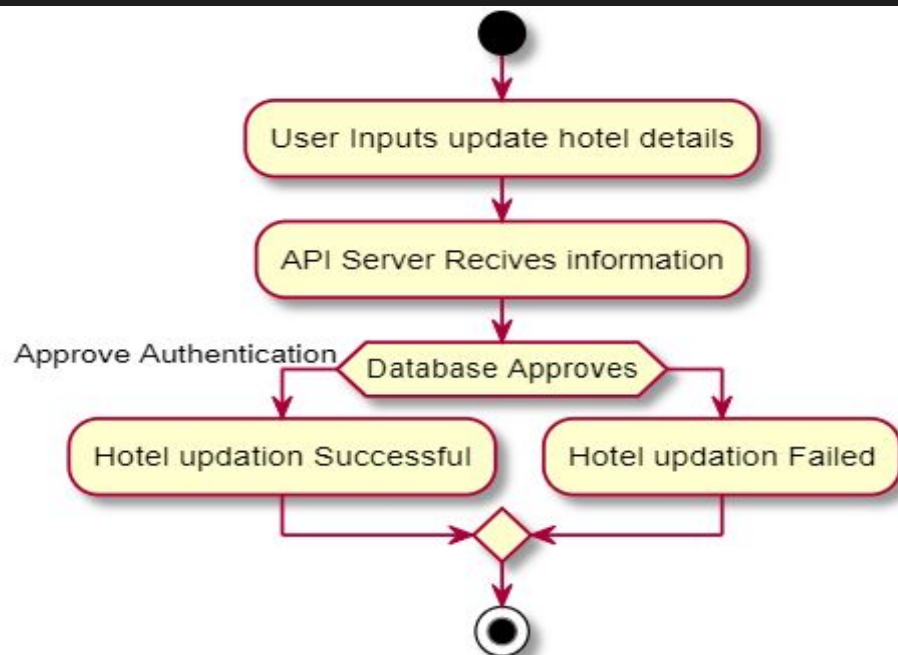 User Inputs update hotel details
API Server Recives information
Approve Authentication
Database Approves
Hotel updation Successful
Hotel updation Failed